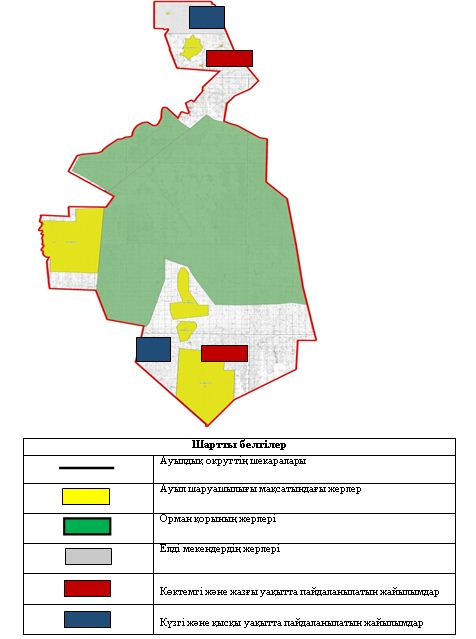 Шартты белгілер
Ауылдық округтің шекаралары
Ауыл шаруашылығы мақсатындағы жерлер
Орман қорының жерлері
Елді мекендердің жерлері
Көктемгі және жазғы уақытта пайдаланылатын жайылымдар
Күзгі және қысқы уақытта пайдаланылатын жайылымдар